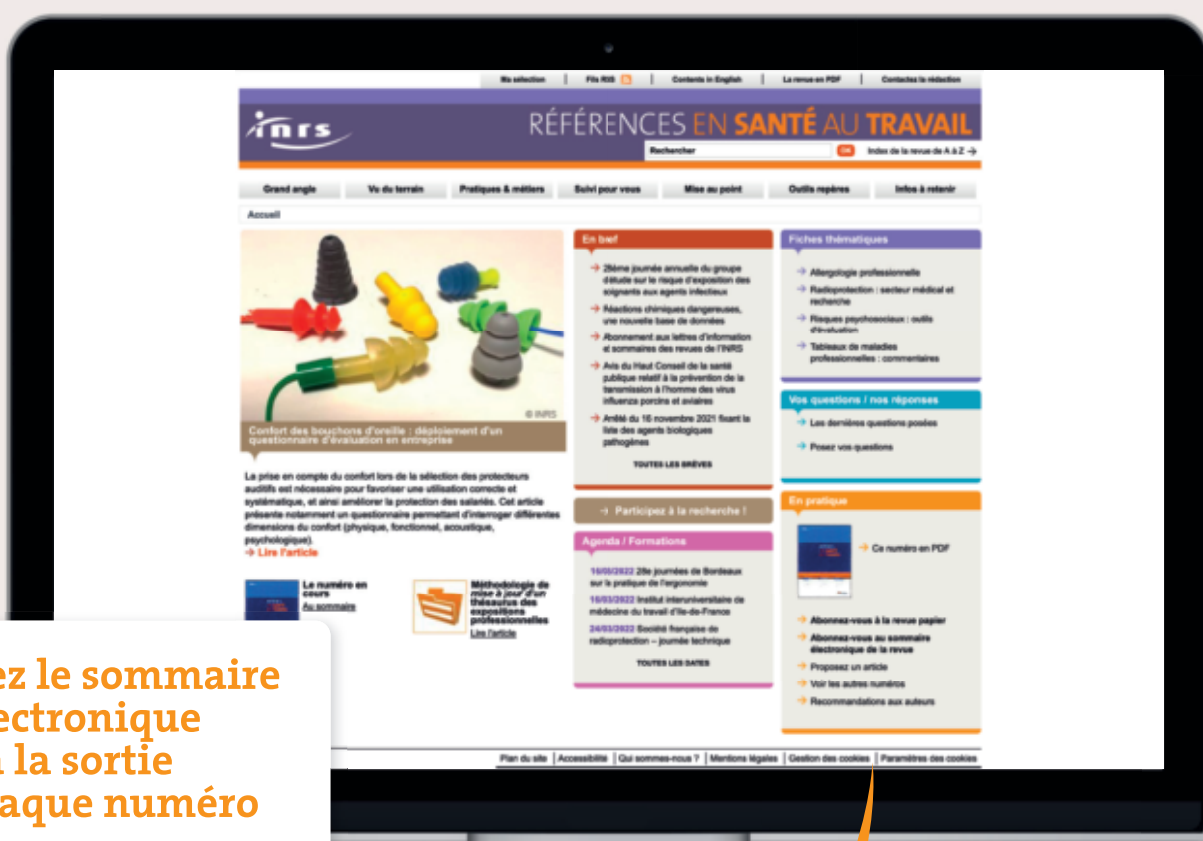 Ma sélection | Fils RSS | Contents in English | La revue en PDF | Contactez la rédaction
inrs
RÉFÉRENCES EN SANTÉ AU TRAVAIL
Rechercher OK Index de la revue de A à Z →
Grand angle Vu du terrain Pratiques & métiers Suivi pour vous Mise au point Outils repères Infos à retenir
Accueil
© INRS
Confort des bouchons d'oreille : déploiement d'un
questionnaire d'évaluation en entreprise
La prise en compte du confort lors de la sélection des protecteurs
auditifs est nécessaire pour favoriser une utilisation correcte et
systématique, et ainsi améliorer la protection des salariés. Cet article
présente notamment un questionnaire permettant d'interroger différentes
dimensions du confort (physique, fonctionnel, acoustique,
psychologique).
→ Lire l'article
Le numéro en
cours
Au sommaire
Méthodologie de
mise à jour d'un
thésaurus des
expositions
professionnelles
Lire l'article
En bref
→ 28ème journée annuelle du groupe
d'étude sur le risque d'exposition des
soignants aux agents infectieux
→ Réactions chimiques dangereuses,
une nouvelle base de données
→ Abonnement aux lettres d'information
et sommaires des revues de l'INRS
→ Avis du Haut Conseil de la santé
publique relatif à la prévention de la
transmission à l'homme des virus
influenza porcins et aviaires
→ Arrêté du 16 novembre 2021 fixant la
liste des agents biologiques
pathogènes
TOUTES LES BRÈVES
→ Participez à la recherche !
Agenda / Formations
16/03/2022 28e journées de Bordeaux
sur la pratique de l'ergonomie
18/03/2022 Institut interuniversitaire de
médecine du travail d'Ile-de-France
24/03/2022 Société française de
radioprotection – journée technique
TOUTES LES DATES
Fiches thématiques
→ Allergologie professionnelle
→ Radioprotection : secteur médical et
recherche
→ Risques psychosociaux : outils
d'évaluation
→ Tableaux de maladies
professionnelles : commentaires
Vos questions / nos réponses
→ Les dernières questions posées
→ Posez vos questions
En pratique
→ Ce numéro en PDF
→ Abonnez-vous à la revue papier
→ Abonnez-vous au sommaire
électronique de la revue
→ Proposez un article
→ Voir les autres numéros
→ Recommandations aux auteurs
Plan du site | Accessibilité | Qui sommes-nous ? | Mentions légales | Gestion des cookies | Paramètres des cookies
ez le sommaire
ectronique
la sortie
aque numéro